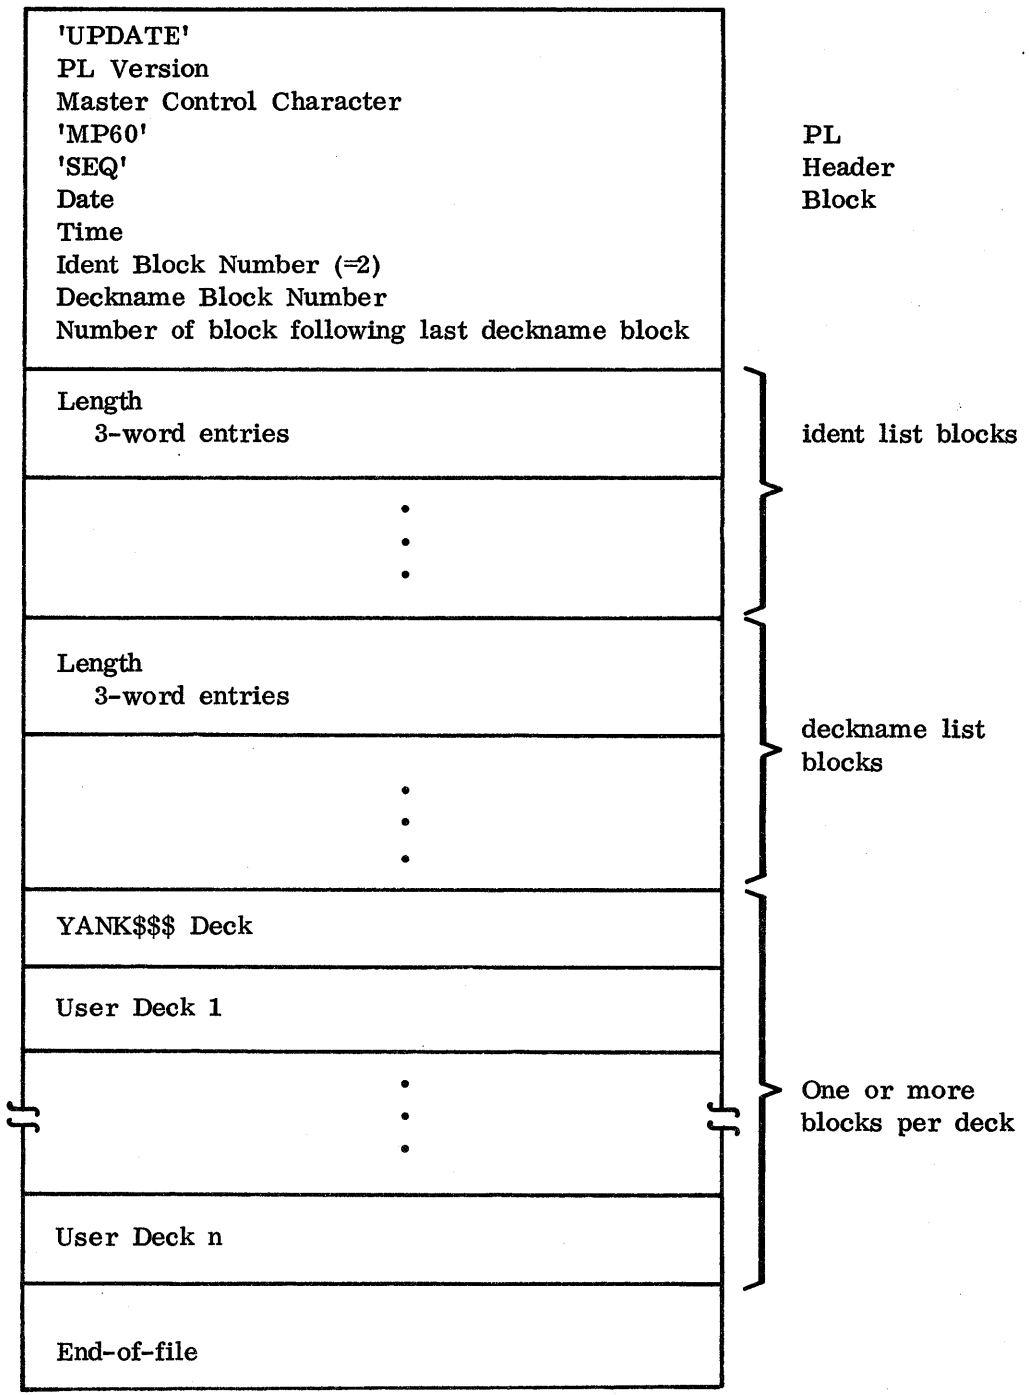 'UPDATE'
PL Version
Master Control Character
'MP60'
'SEQ'
Date
Time
Ident Block Number (=2)
Deckname Block Number
Number of block following last deckname block
PL
Header
Block
Length
3-word entries
ident list blocks
Length
3-word entries
deckname list
blocks
YANK$$$ Deck
User Deck 1
One or more
blocks per deck
User Deck n
End-of-file